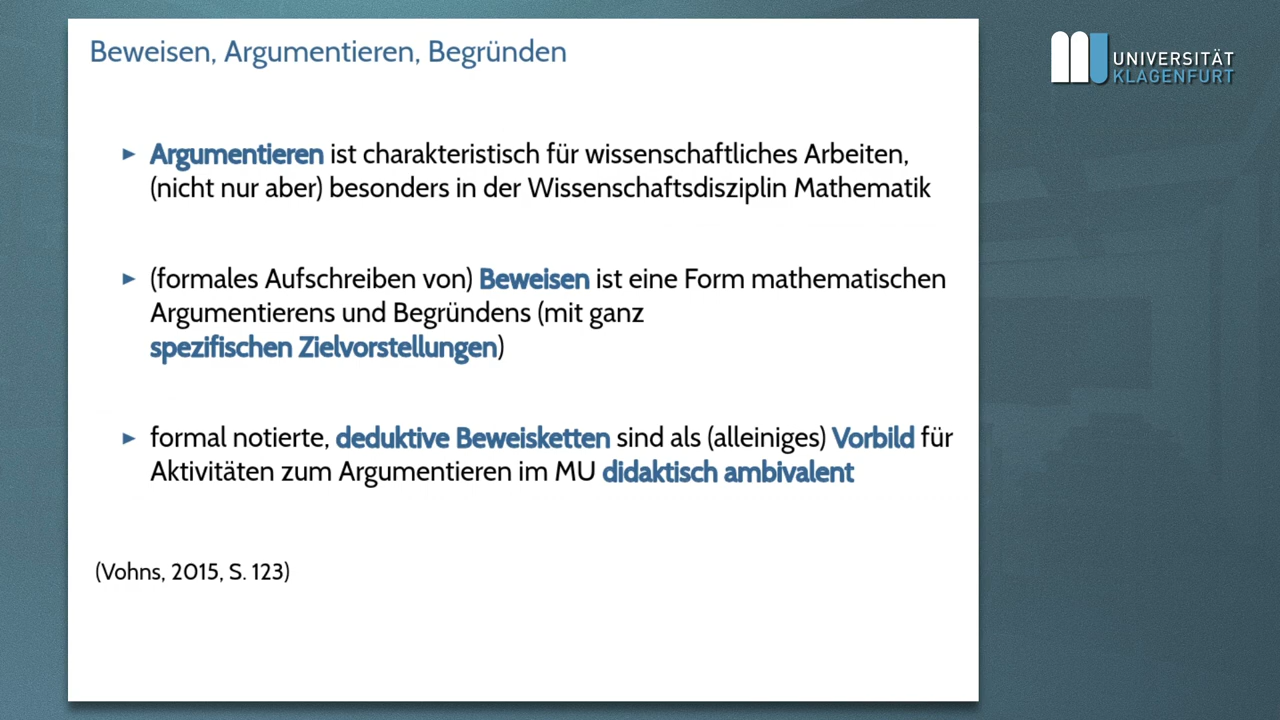 Beweisen, Argumentieren, Begründen
UNIVERSITÄT
KLAGENFURT
▶ Argumentieren ist charakteristisch für wissenschaftliches Arbeiten,
(nicht nur aber) besonders in der Wissenschaftsdisziplin Mathematik
▶ (formales Aufschreiben von) Beweisen ist eine Form mathematischen
Argumentierens und Begründens (mit ganz
spezifischen Zielvorstellungen)
▶ formal notierte, deduktive Beweisketten sind als (alleiniges) Vorbild für
Aktivitäten zum Argumentieren im MU didaktisch ambivalent
(Vohns, 2015, S. 123)